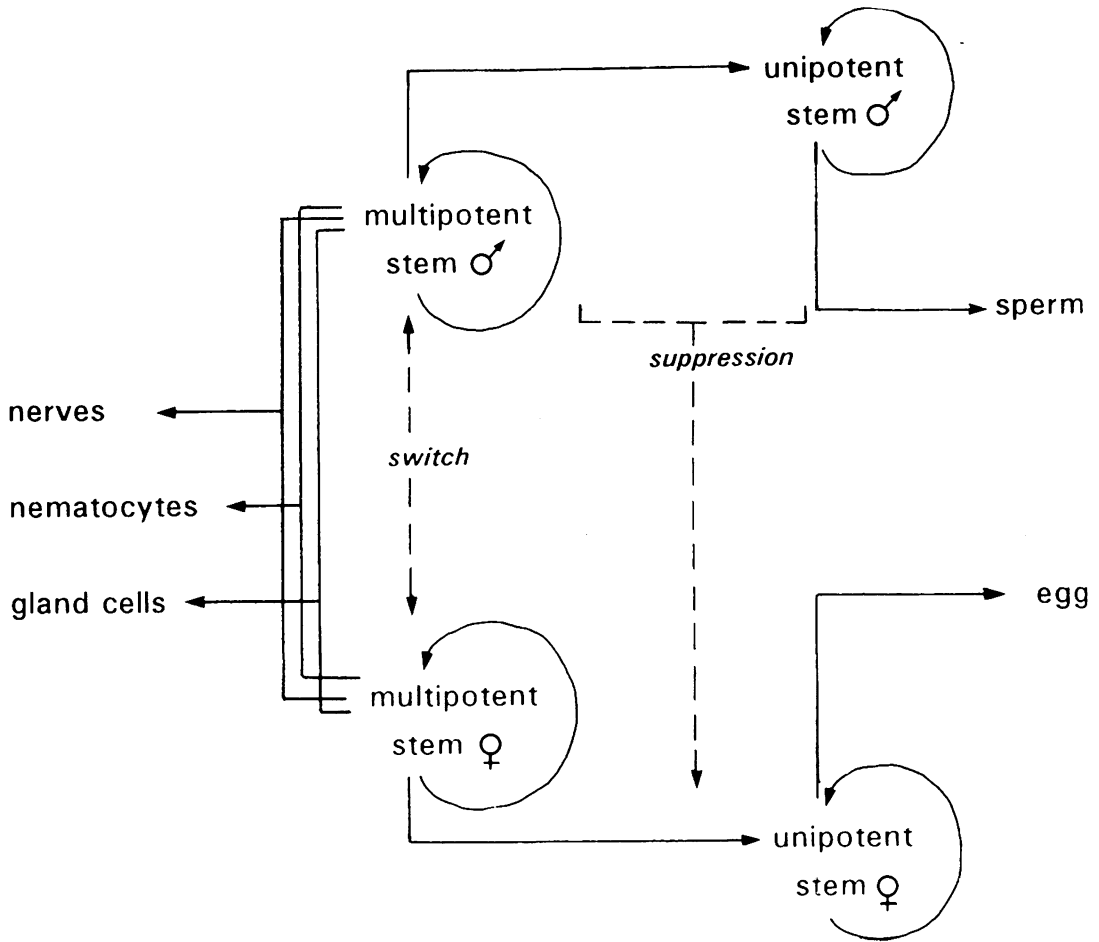 unipotent
stem ♂
multipotent
stem ♂
sperm
suppression
nerves
switch
nematocytes
gland cells
egg
multipotent
stem ♀
unipotent
stem ♀